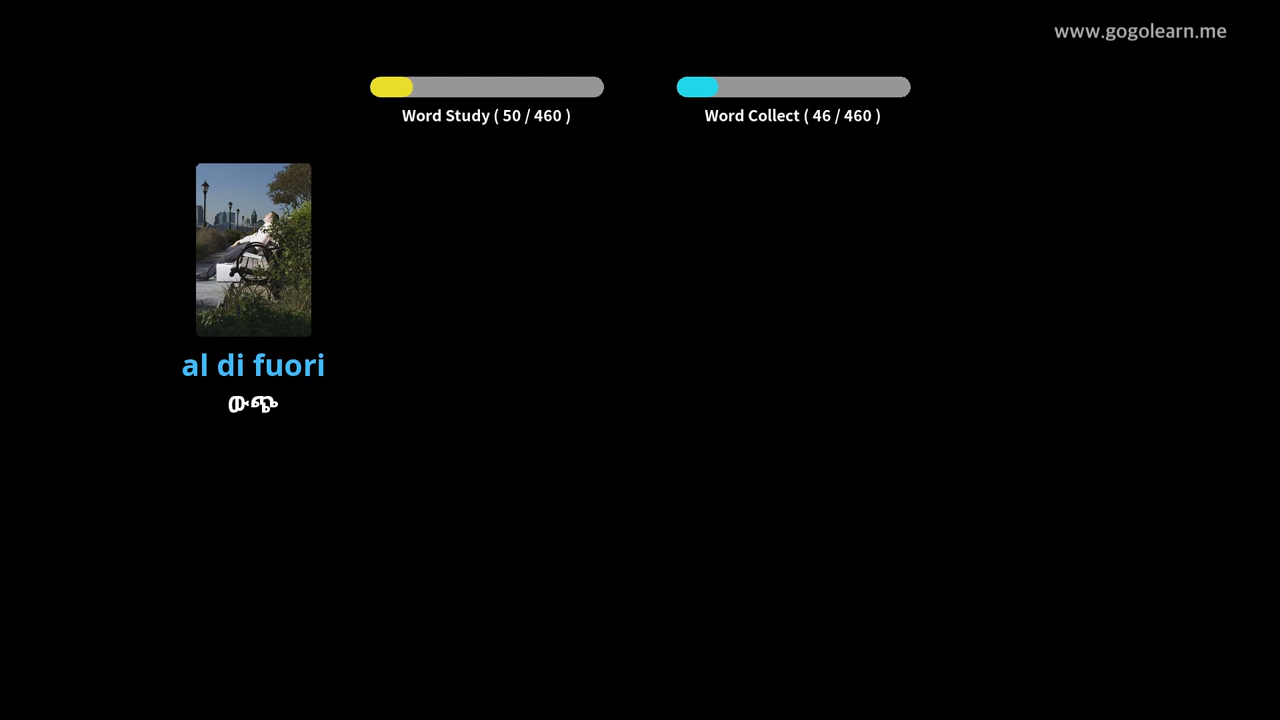 www.gogolearn.me
Word Study ( 50 / 460 )
Word Collect ( 46 / 460 )
al di fuori
ውጭ